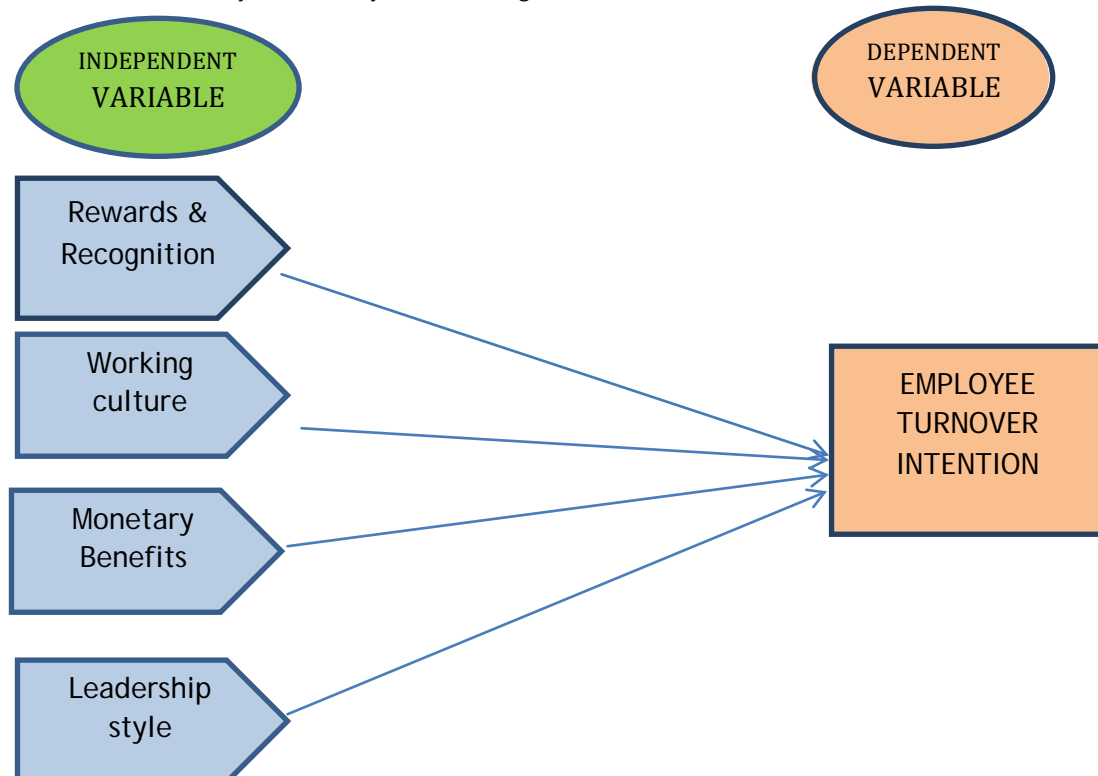 INDEPENDENT
VARIABLE
DEPENDENT
VARIABLE
Rewards &
Recognition
Working
culture
Monetary
Benefits
Leadership
style
EMPLOYEE
TURNOVER
INTENTION